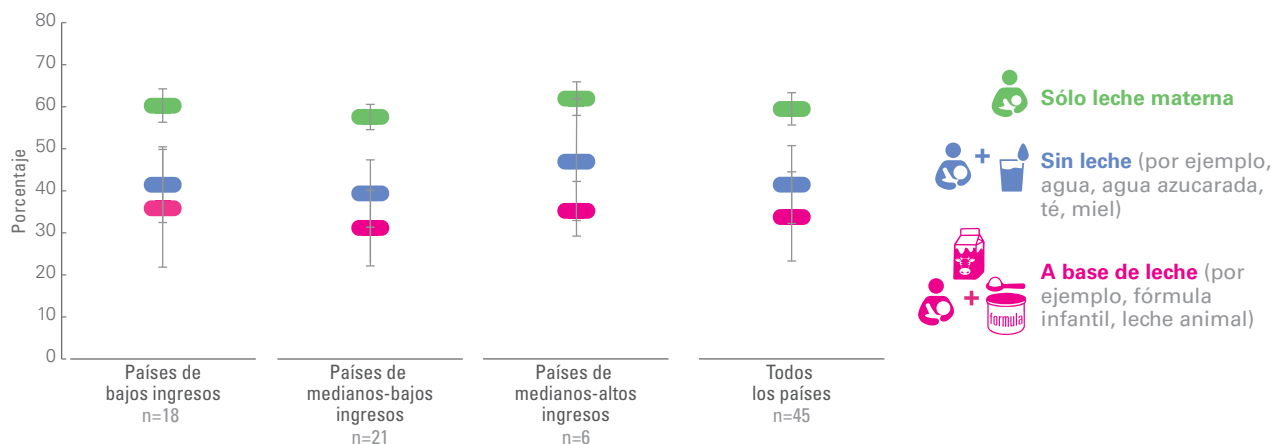 80
70
60
50
40
30
20
10
0
Porcentaje
Países de
bajos ingresos
n=18
Países de
medianos-bajos
ingresos
n=21
Países de
medianos-altos
ingresos
n=6
Todos
los países
n=45
Sólo leche materna
+
Sin leche (por ejemplo,
agua, agua azucarada,
té, miel)
+
formula
A base de leche (por
ejemplo, fórmula
infantil, leche animal)